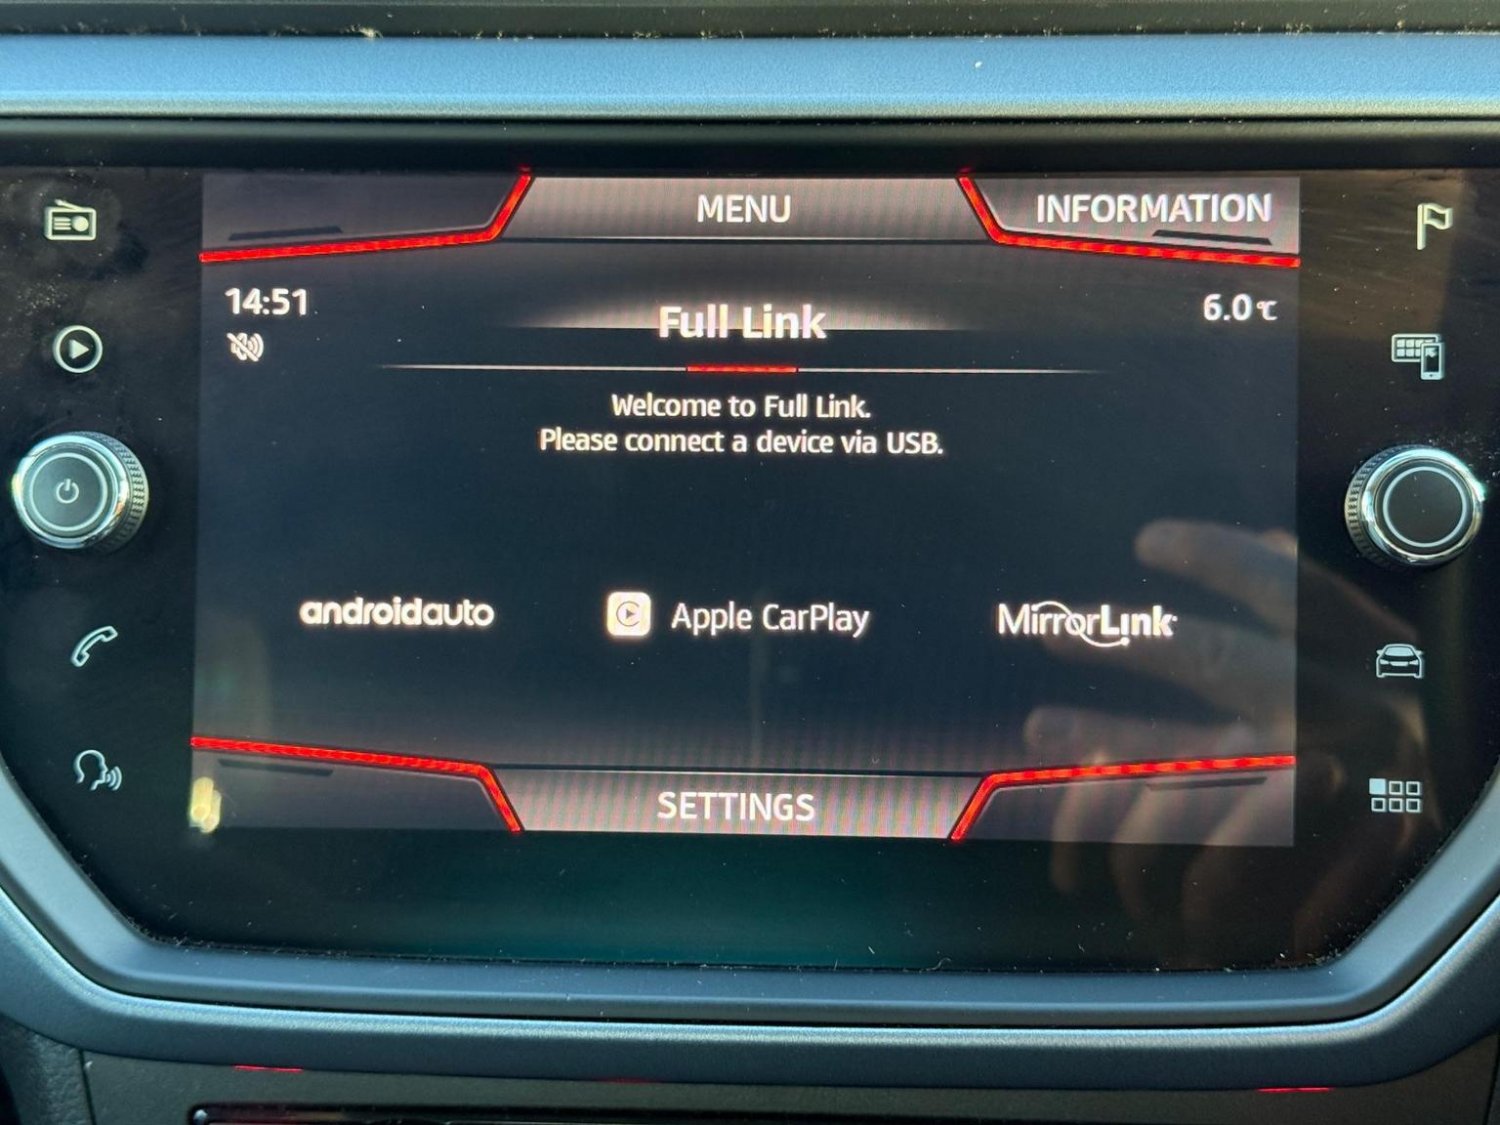 MENU
INFORMATION
14:51
6.0 °C
Full Link
Welcome to Full Link.
Please connect a device via USB.
androidauto
Apple CarPlay
MirrorLink
SETTINGS